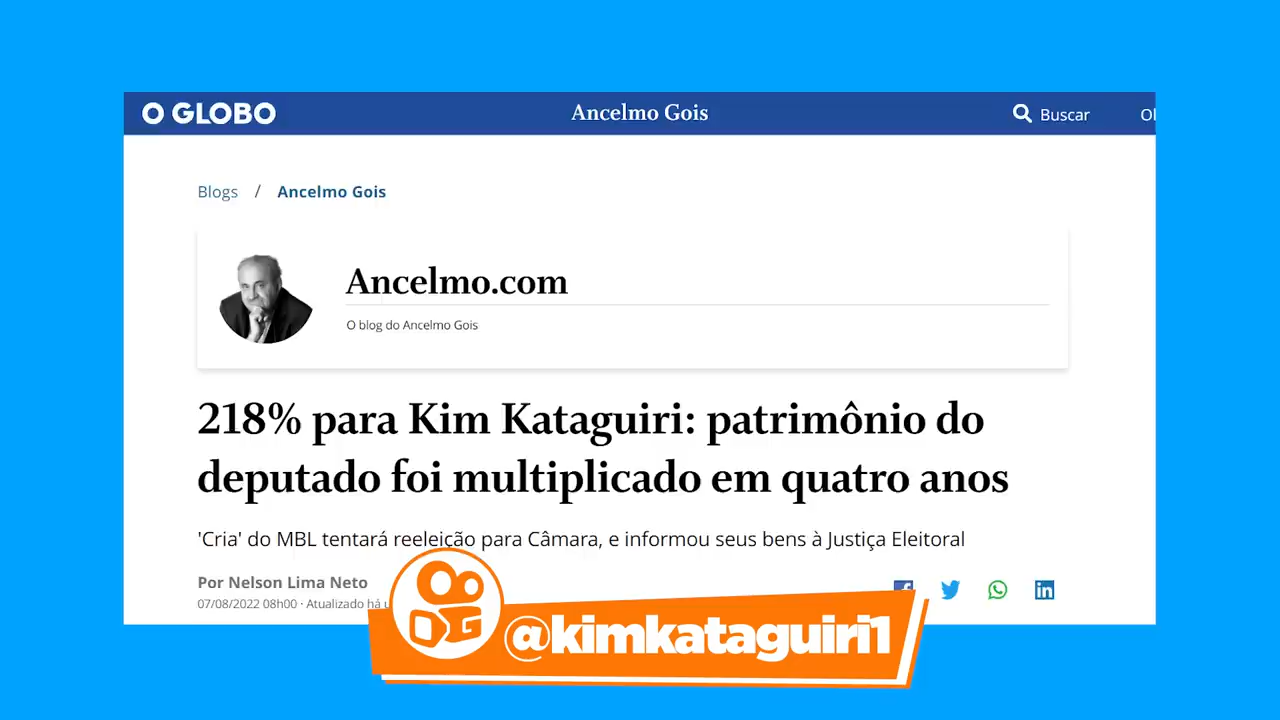 O GLOBO
Ancelmo Gois
Buscar
Ol
Blogs / Ancelmo Gois
Ancelmo.com
O blog do Ancelmo Gois
218% para Kim Kataguiri: patrimônio do
deputado foi multiplicado em quatro anos
'Cria' do MBL tentará reeleição para Câmara, e informou seus bens à Justiça Eleitoral
Por Nelson Lima Neto
07/08/2022 08h00 · Atualizado há
@kimkataguiri1